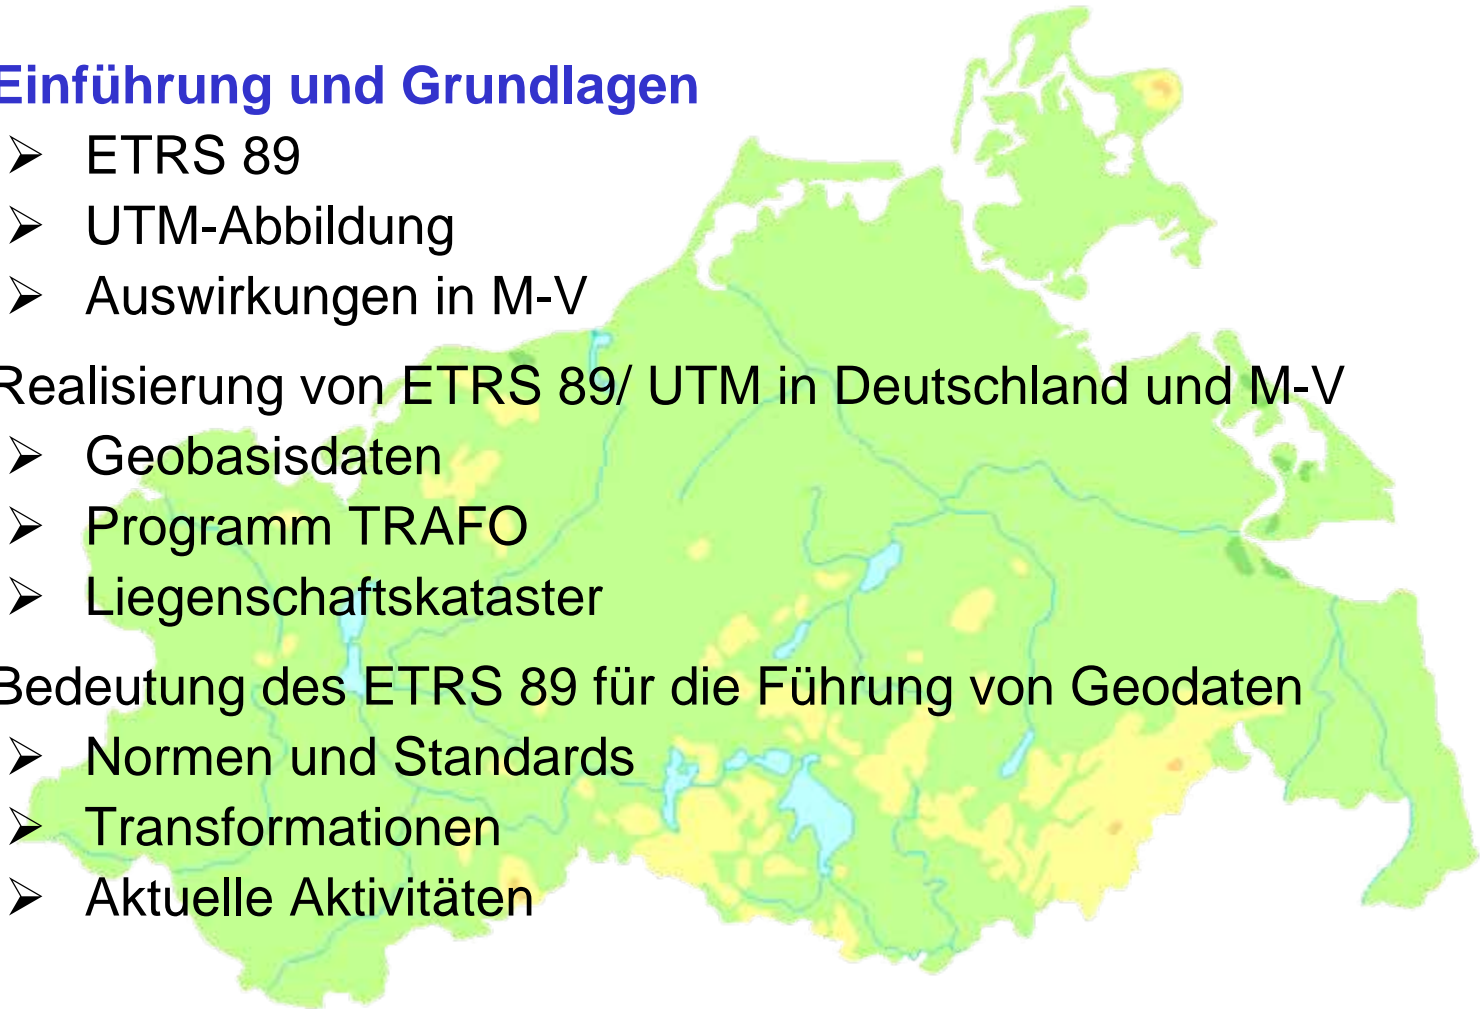 Einführung und Grundlagen
➢ ETRS 89
➢ UTM-Abbildung
➢ Auswirkungen in M-V
Realisierung von ETRS 89/ UTM in Deutschland und M-V
➢ Geobasisdaten
➢ Programm TRAFO
➢ Liegenschaftskataster
Bedeutung des ETRS 89 für die Führung von Geodaten
➢ Normen und Standards
➢ Transformationen
➢ Aktuelle Aktivitäten